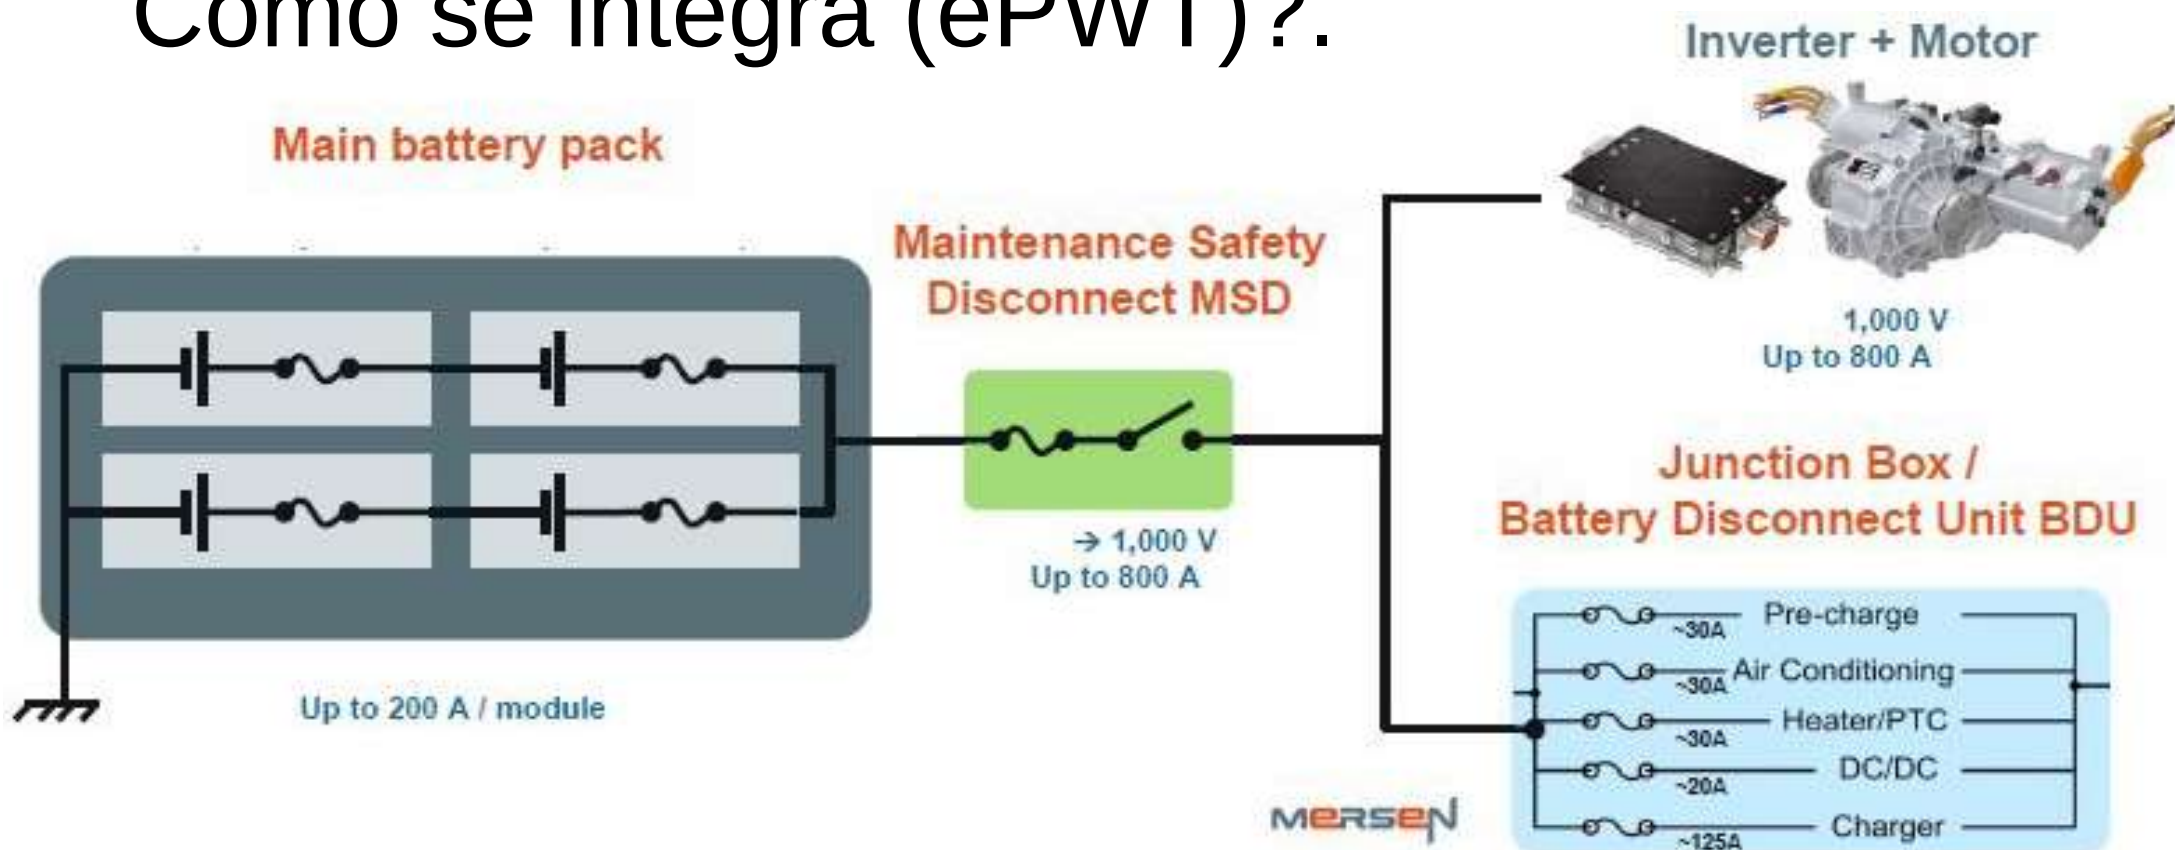 Como se integra (ePWT)?.
Inverter + Motor
Main battery pack
Maintenance Safety
Disconnect MSD
1,000 V
Up to 800 A
Junction Box /
Battery Disconnect Unit BDU
→ 1,000 V
Up to 800 A
Up to 200 A / module
~30A Pre-charge
~30A Air Conditioning
~30A Heater/PTC
~20A DC/DC
~125A Charger
MERSEN